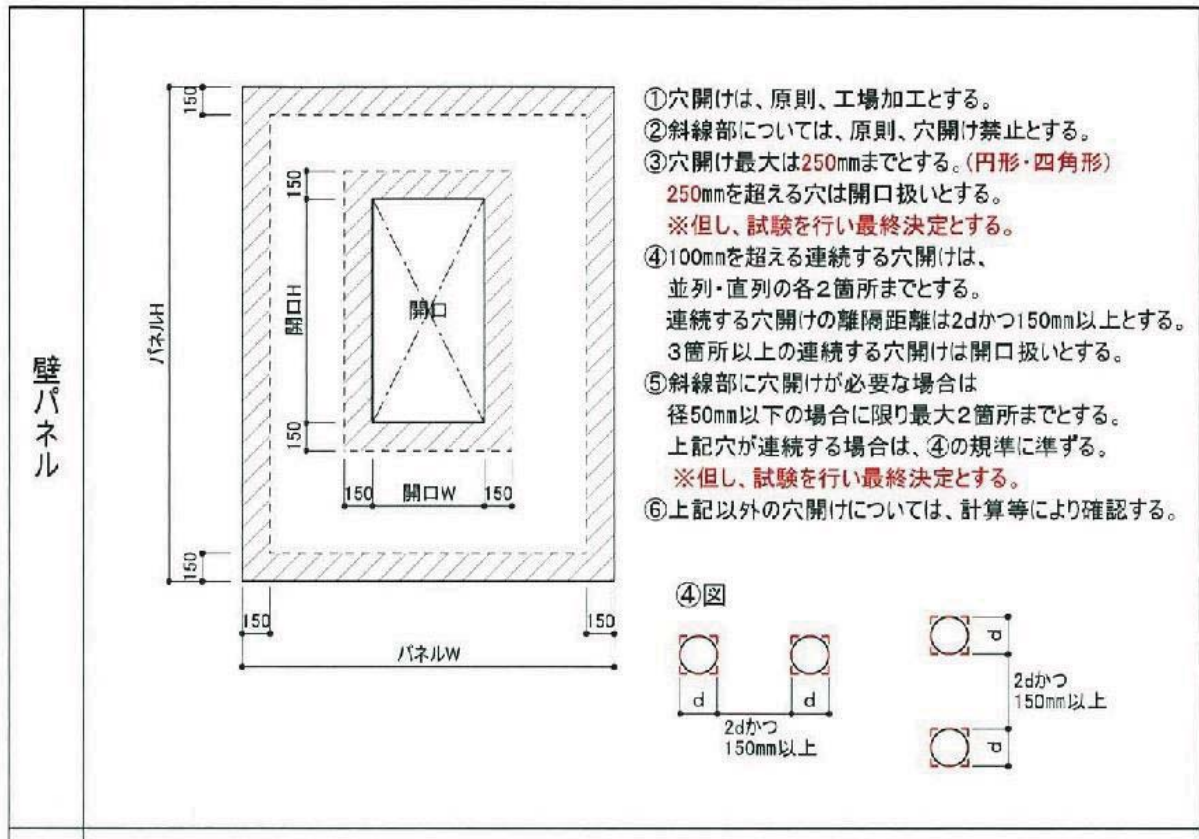 壁パネル
150
パネルH
150
開口H
150
開口
150
開口W
150
150
150
150
パネルW
①穴開けは、原則、工場加工とする。
②斜線部については、原則、穴開け禁止とする。
③穴開け最大は250mmまでとする。(円形・四角形)
250mmを超える穴は開口扱いとする。
※但し、試験を行い最終決定とする。
④100mmを超える連続する穴開けは、
並列・直列の各2箇所までとする。
連続する穴開けの離隔距離は2dかつ150mm以上とする。
3箇所以上の連続する穴開けは開口扱いとする。
⑤斜線部に穴開けが必要な場合は
径50mm以下の場合に限り最大2箇所までとする。
上記穴が連続する場合は、④の規準に準ずる。
※但し、試験を行い最終決定とする。
⑥上記以外の穴開けについては、計算等により確認する。
④図
d
d
2dかつ
150mm以上
d
2dかつ
150mm以上
d